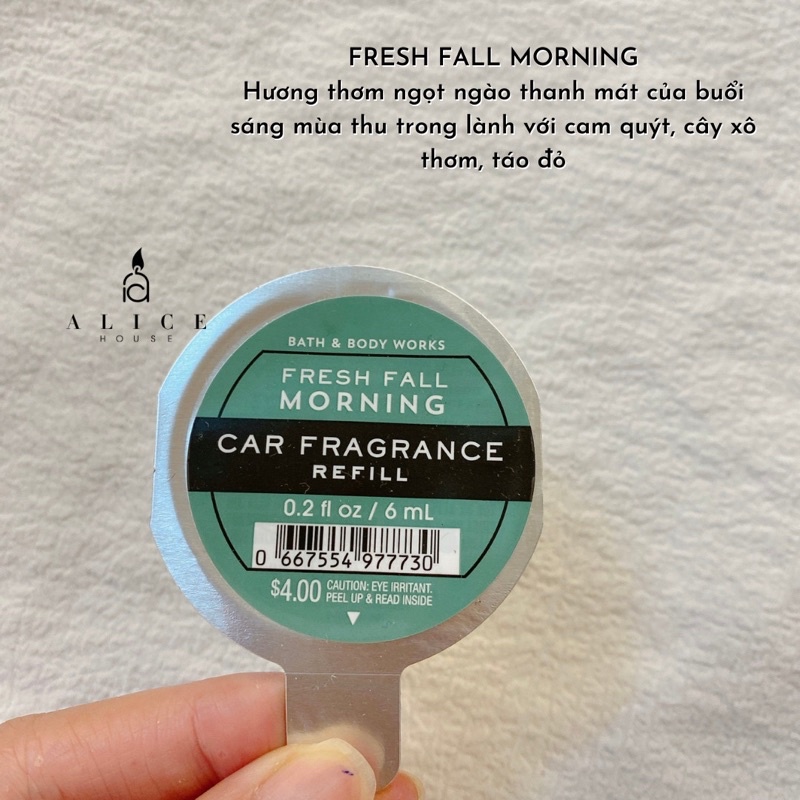 FRESH FALL MORNING
Hương thơm ngọt ngào thanh mát của buổi
sáng mùa thu trong lành với cam quýt, cây xô
thơm, táo đỏ
ALICE
HOUSE
BATH & BODY WORKS
FRESH FALL
MORNING
CAR FRAGRANCE
REFILL
0.2 fl oz / 6 mL
0 667554 977730
$4.00 CAUTION: EYE IRRITANT.
PEEL UP & READ INSIDE